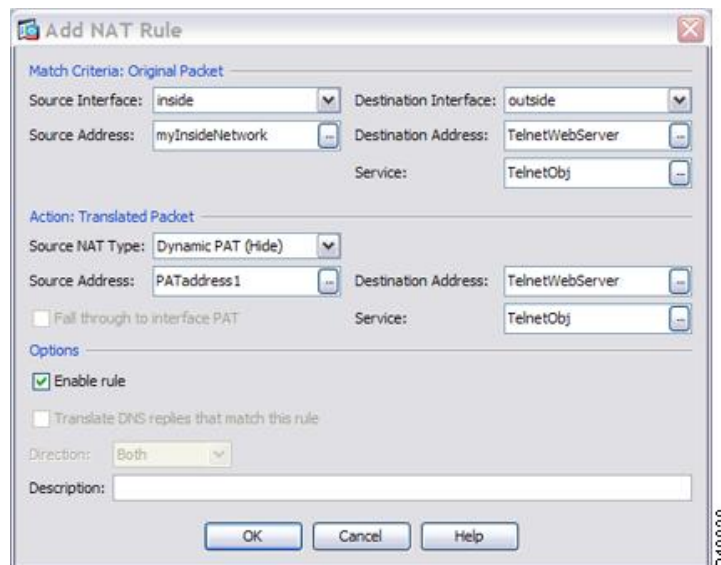 Add NAT Rule
Match Criteria: Original Packet
Source Interface: inside Destination Interface: outside
Source Address: myInsideNetwork ... Destination Address: TelnetWebServer ...
Service: TelnetObj ...
Action: Translated Packet
Source NAT Type: Dynamic PAT (Hide)
Source Address: PATaddress1 ... Destination Address: TelnetWebServer ...
Fall through to interface PAT Service: TelnetObj ...
Options
Enable rule
Translate DNS replies that match this rule
Direction: Both
Description:
OK Cancel Help